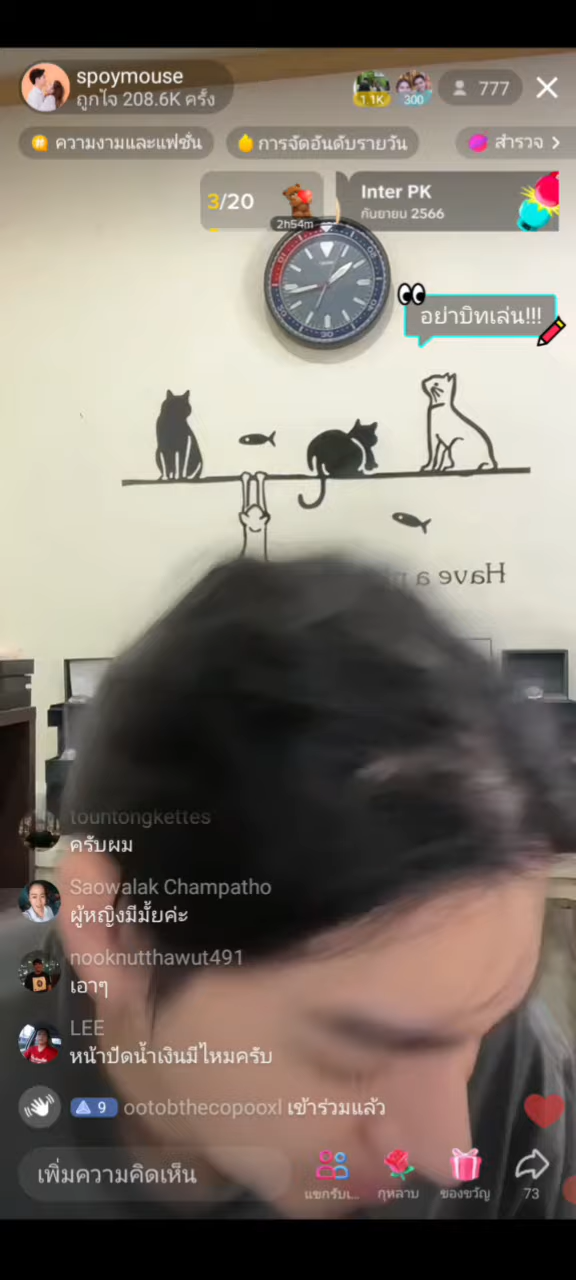 spoymouse
ถูกใจ 208.6K ครั้ง
1.1K
300
777
ความงามและแฟชั่น
การจัดอันดับรายวัน
สำรวจ
3/20
2h54m
Inter PK
กันยายน 2566
อย่าบิทเล่น!!!
Have a
tountongkettes
ครับผม
Saowalak Champatho
ผู้หญิงมีมั้ยค่ะ
nooknutthawut491
เอาๆ
LEE
หน้าปัดน้ำเงินมีไหมครับ
9 ootobthecopooxl เข้าร่วมแล้ว
เพิ่มความคิดเห็น
แขกรับเ...
กุหลาบ
ของขวัญ
73